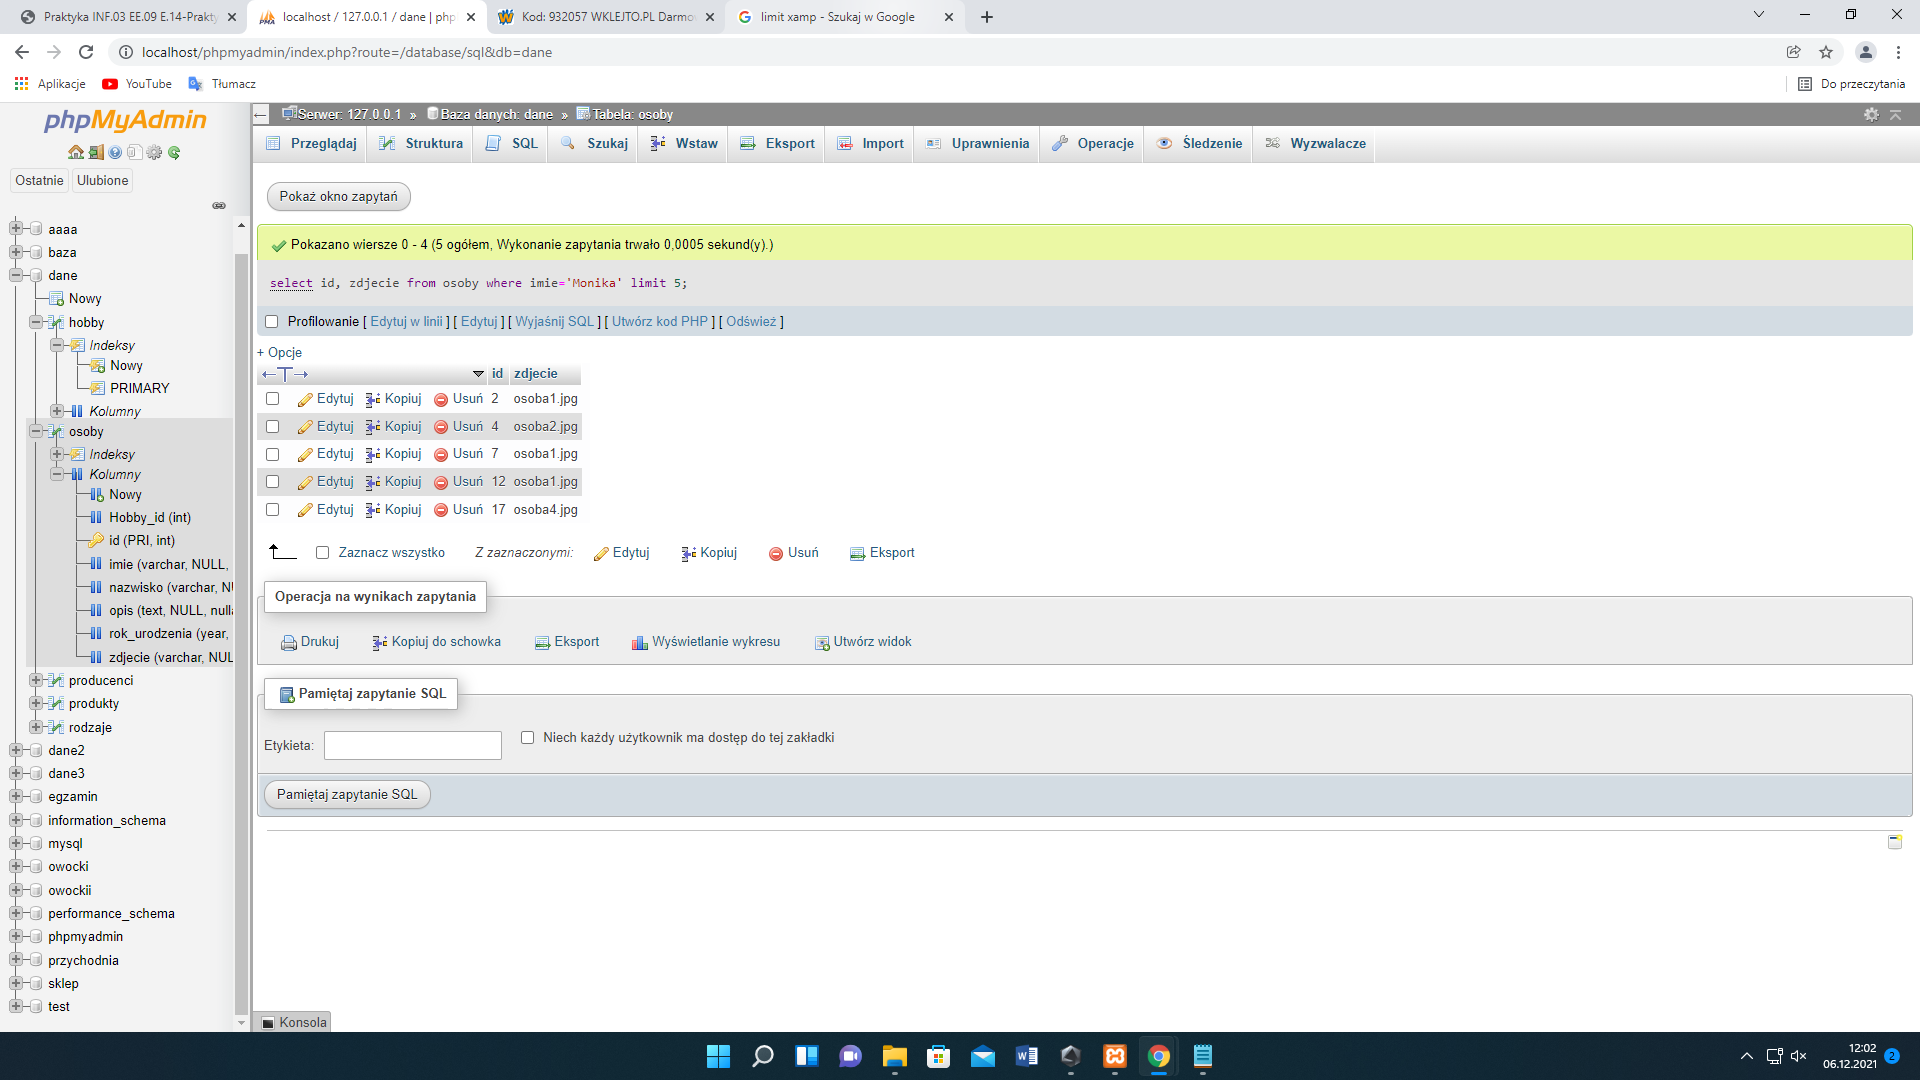 Praktyka INF.03 EE.09 E.14-Prakty
localhost / 127.0.0.1 / dane | php
Kod: 932057 WKLEJTO.PL Darmo
limit xamp - Szukaj w Google
localhost/phpmyadmin/index.php?route=/database/sql&db=dane
Aplikacje
YouTube
Tłumacz
Do przeczytania
phpMyAdmin
Ostatnie
Ulubione
aaaa
baza
dane
Nowy
hobby
Indeksy
Nowy
PRIMARY
Kolumny
osoby
Indeksy
Kolumny
Nowy
Hobby_id (int)
id (PRI, int)
imie (varchar, NULL,
nazwisko (varchar, NU
opis (text, NULL, nulla
rok_urodzenia (year,
zdjecie (varchar, NUL
producenci
produkty
rodzaje
dane2
dane3
egzamin
information_schema
mysql
owocki
owockii
performance_schema
phpmyadmin
przychodnia
sklep
test
Serwer: 127.0.0.1 » Baza danych: dane » Tabela: osoby
Przeglądaj
Struktura
SQL
Szukaj
Wstaw
Eksport
Import
Uprawnienia
Operacje
Śledzenie
Wyzwalacze
Pokaż okno zapytań
Pokazano wiersze 0 - 4 (5 ogółem, Wykonanie zapytania trwało 0,0005 sekund(y).)
select id, zdjecie from osoby where imie='Monika' limit 5;
Profilowanie [ Edytuj w linii ] [ Edytuj ] [ Wyjaśnij SQL ] [ Utwórz kod PHP ] [ Odśwież ]
+ Opcje
←T→ id zdjecie
Edytuj Kopiuj Usuń 2 osoba1.jpg
Edytuj Kopiuj Usuń 4 osoba2.jpg
Edytuj Kopiuj Usuń 7 osoba1.jpg
Edytuj Kopiuj Usuń 12 osoba1.jpg
Edytuj Kopiuj Usuń 17 osoba4.jpg
Zaznacz wszystko Z zaznaczonymi: Edytuj Kopiuj Usuń Eksport
Operacja na wynikach zapytania
Drukuj Kopiuj do schowka Eksport Wyświetlanie wykresu Utwórz widok
Pamiętaj zapytanie SQL
Etykieta:
Niech każdy użytkownik ma dostęp do tej zakładki
Pamiętaj zapytanie SQL
Konsola
12:02
06.12.2021
2